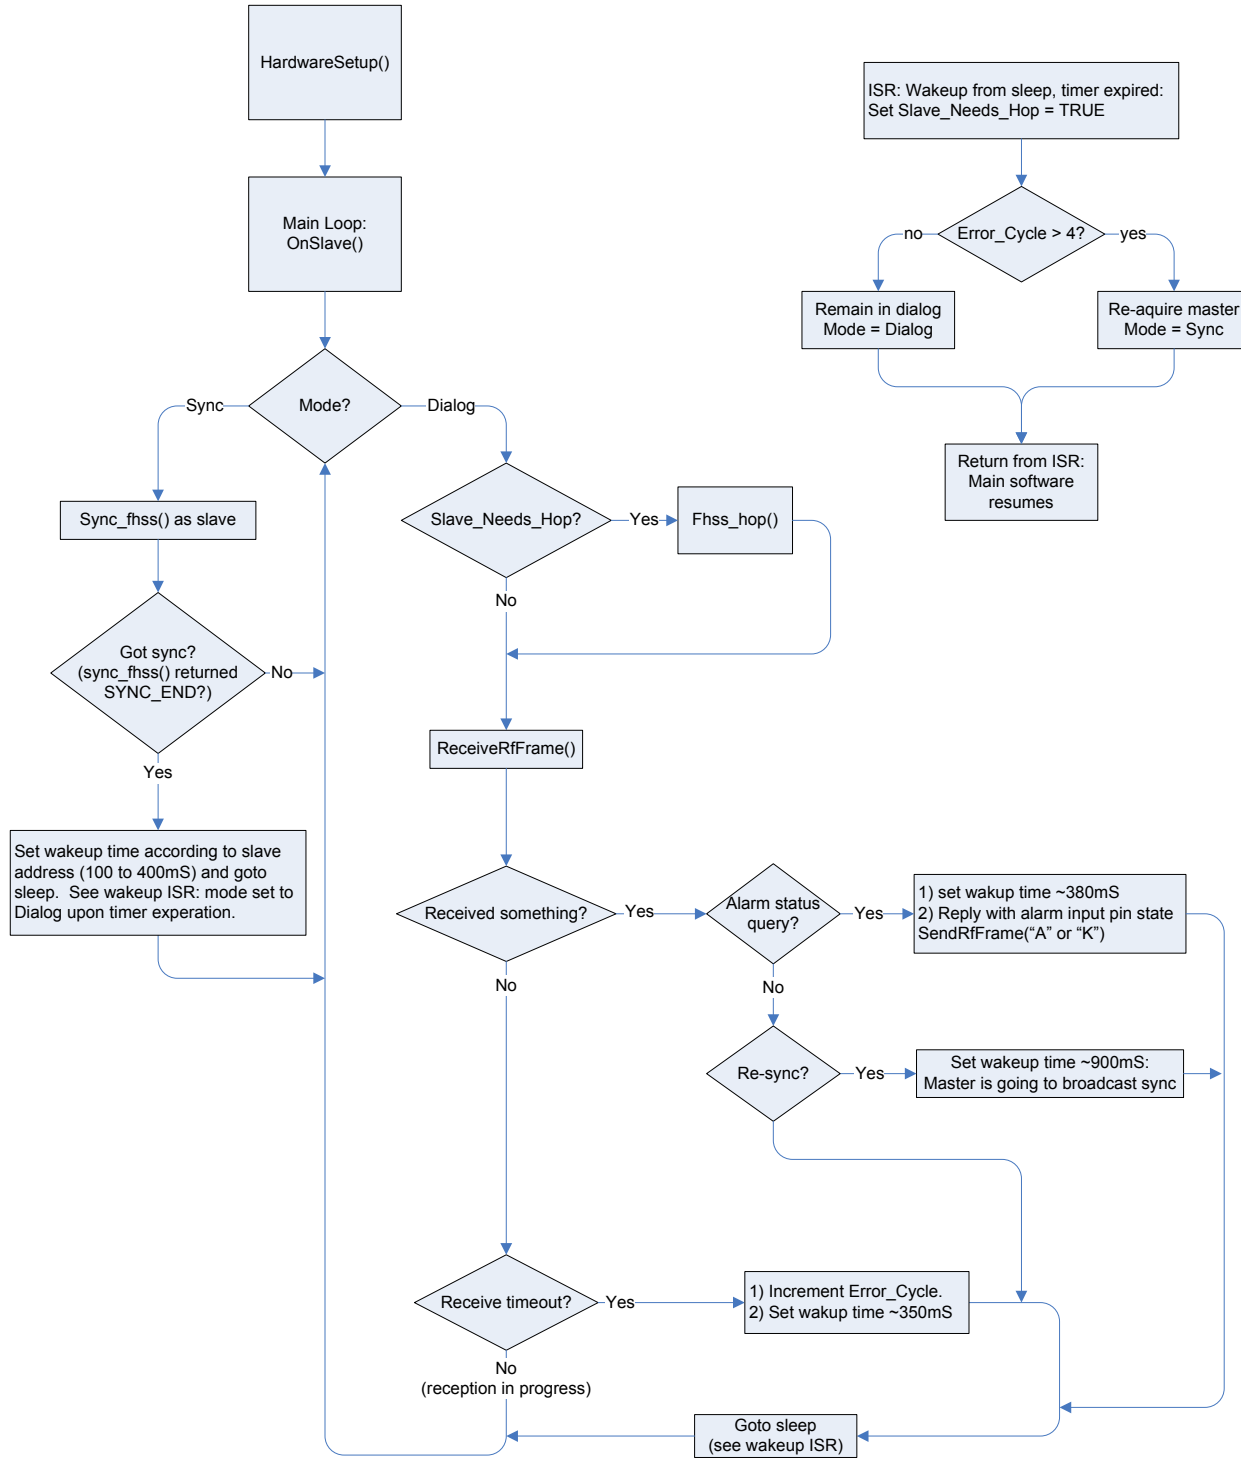 HardwareSetup()
ISR: Wakeup from sleep, timer expired:
Set Slave_Needs_Hop = TRUE
Main Loop:
OnSlave()
no
Error_Cycle > 4?
yes
Remain in dialog
Mode = Dialog
Re-aquire master
Mode = Sync
Sync
Mode?
Dialog
Return from ISR:
Main software
resumes
Sync_fhss() as slave
Slave_Needs_Hop?
Yes
Fhss_hop()
No
Got sync?
(sync_fhss() returned
SYNC_END?)
No
Yes
ReceiveRfFrame()
Set wakeup time according to slave
address (100 to 400mS) and goto
sleep.  See wakeup ISR: mode set to
Dialog upon timer experation.
Received something?
Yes
Alarm status
query?
Yes
1) set wakup time ~380mS
2) Reply with alarm input pin state
SendRfFrame(“A” or “K”)
No
No
Re-sync?
Yes
Set wakeup time ~900mS:
Master is going to broadcast sync
Receive timeout?
Yes
1) Increment Error_Cycle.
2) Set wakup time ~350mS
No
(reception in progress)
Goto sleep
(see wakeup ISR)